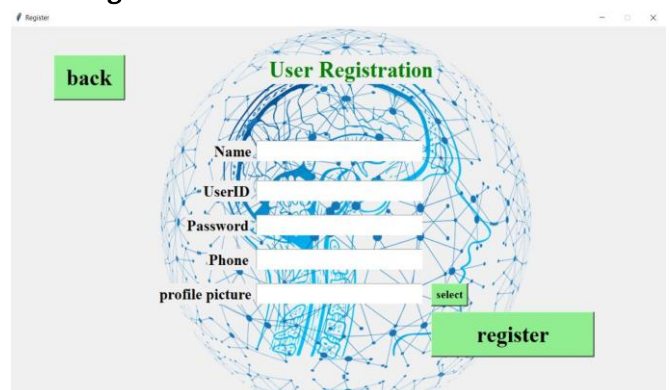 Register
back
User Registration
Name
UserID
Password
Phone
profile picture
select
register